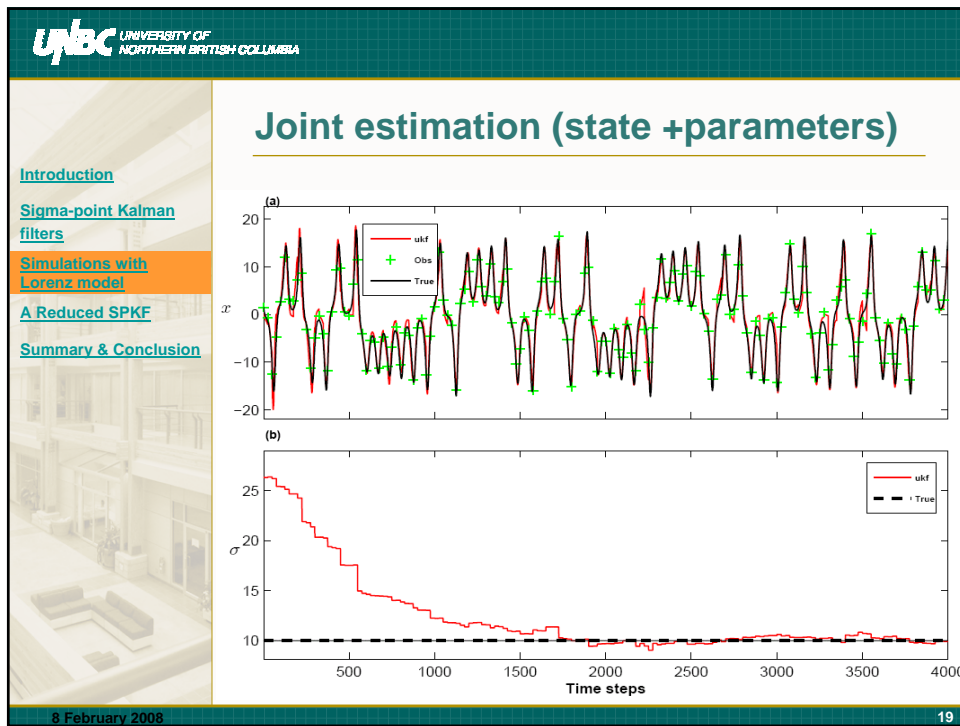 UNBC UNIVERSITY OF
NORTHERN BRITISH COLUMBIA
Joint estimation (state +parameters)
Introduction
Sigma-point Kalman
filters
Simulations with
Lorenz model
A Reduced SPKF
Summary & Conclusion
(a)
20
10
0
−10
−20
x
ukf
Obs
True
(b)
25
20
15
10
σ
ukf
True
500 1000 1500 2000 2500 3000 3500 4000
Time steps
8 February 2008
19